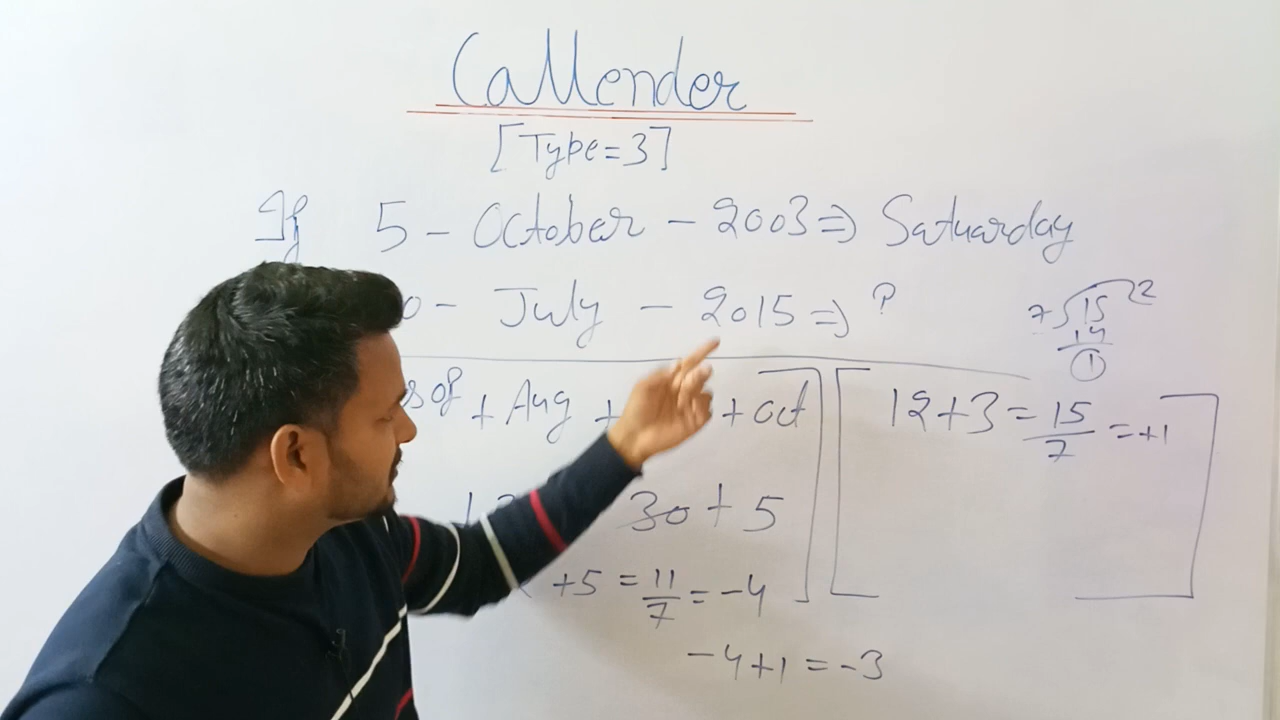 Callender
[Type=3]
If 5 - October - 2003 ⇒ Satuarday
0 - July - 2015 ⇒ ?
7 15 2
14
1
s of + Aug + + Oct
12+3 = 15/7 = +1
30 + 5
+5 = 11/7 = -4
-4+1 = -3